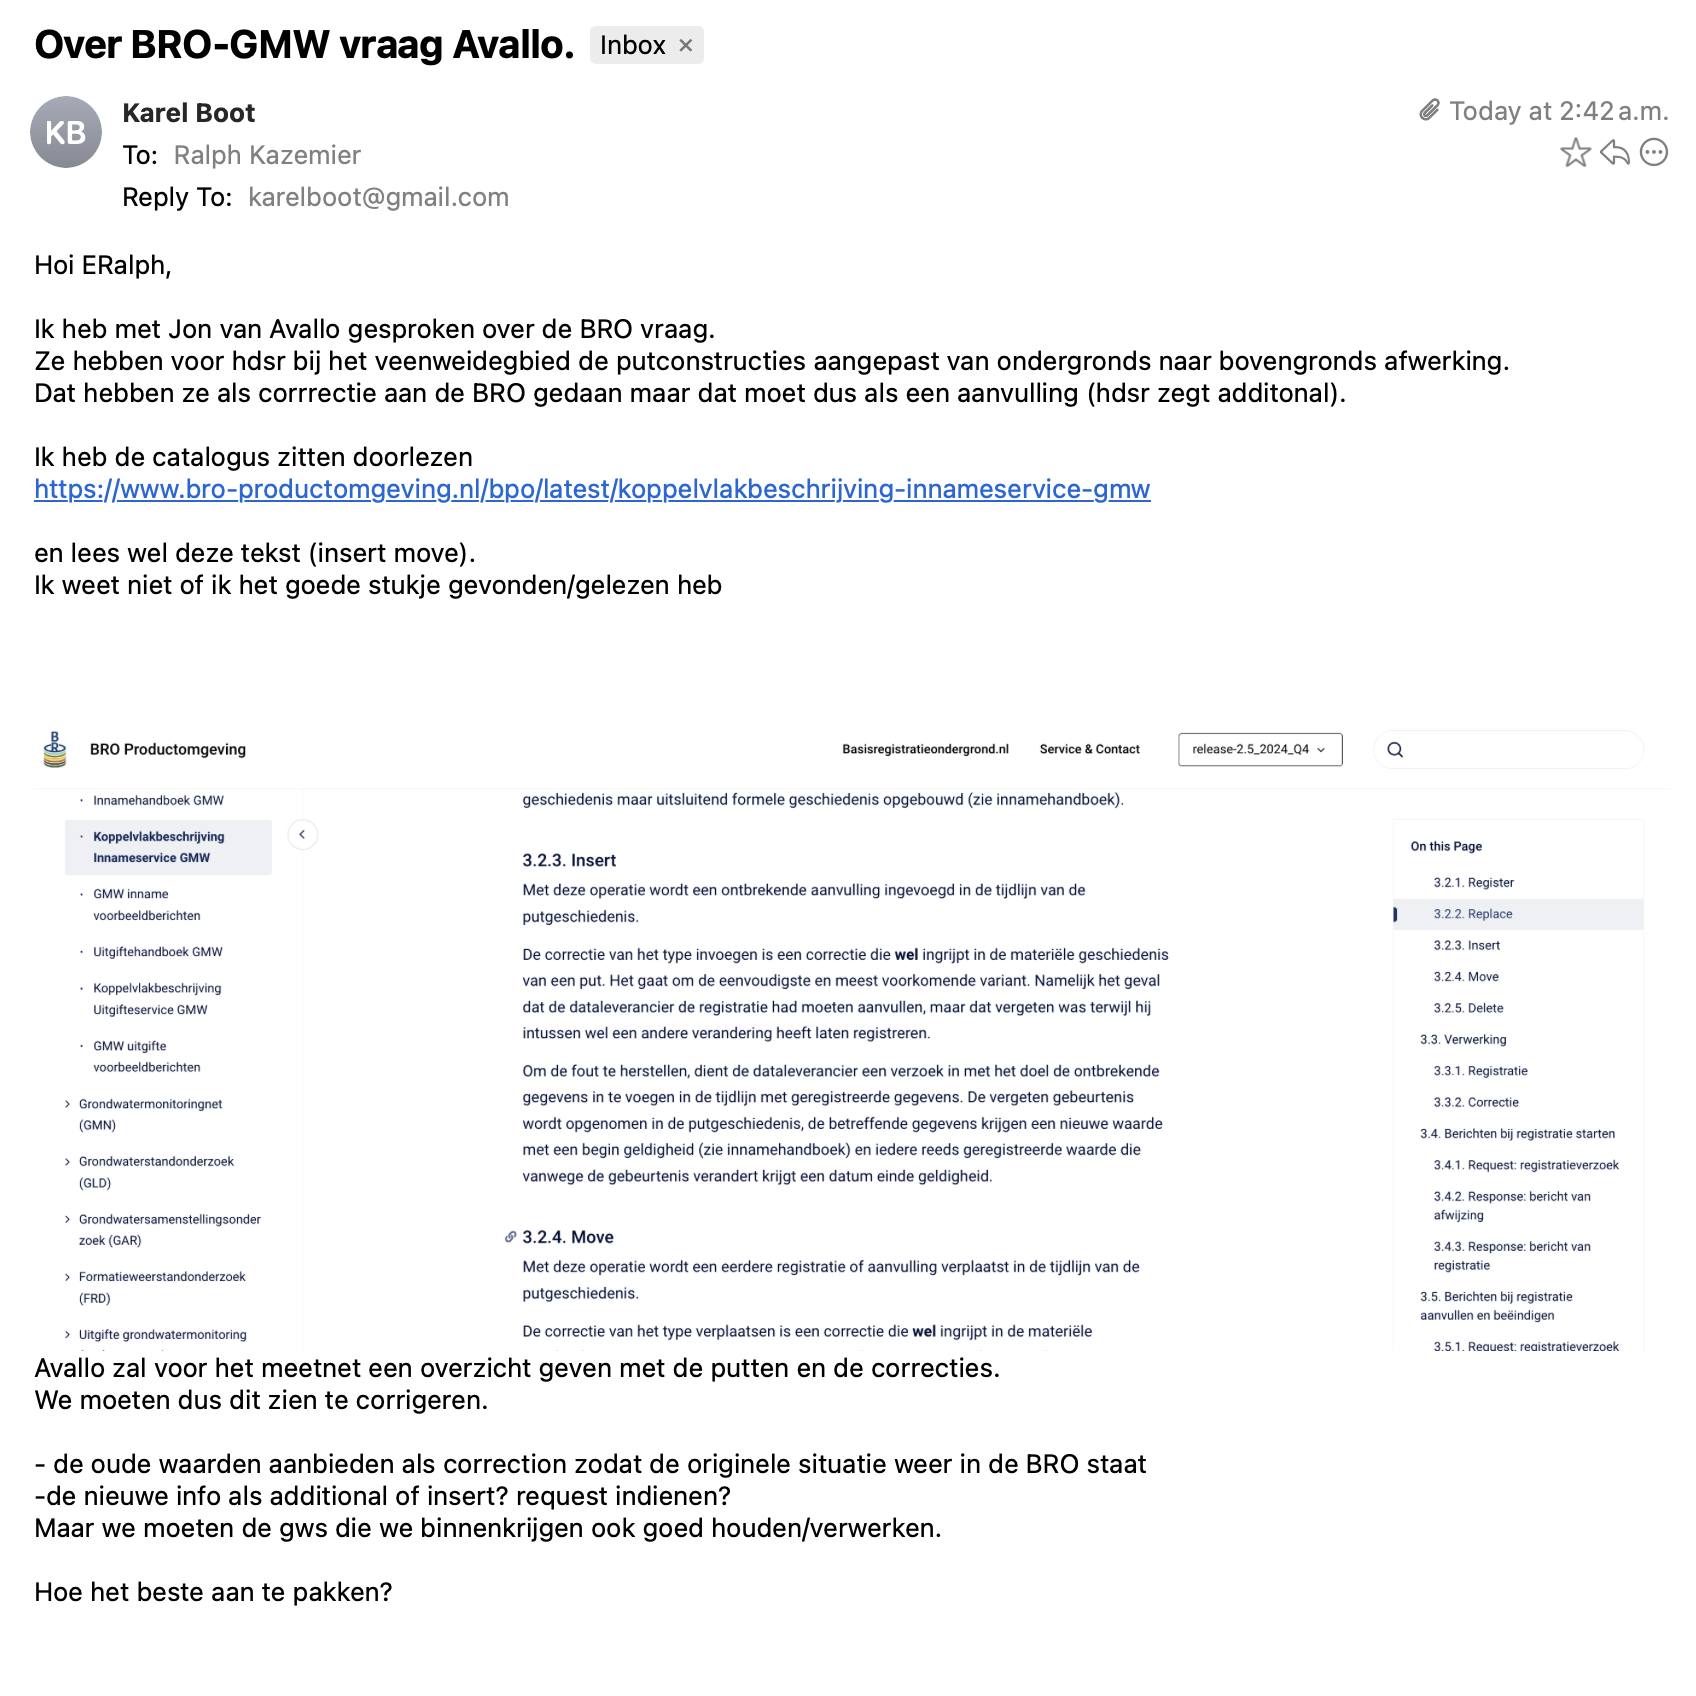 Over BRO-GMW vraag Avallo. Inbox ×
KB
Karel Boot
Today at 2:42 a.m.
To: Ralph Kazemier
Reply To: karelboot@gmail.com
Hoi ERalph,
Ik heb met Jon van Avallo gesproken over de BRO vraag.
Ze hebben voor hdsr bij het veenweidegbied de putconstructies aangepast van ondergronds naar bovengronds afwerking.
Dat hebben ze als corrrectie aan de BRO gedaan maar dat moet dus als een aanvulling (hdsr zegt additonal).
Ik heb de catalogus zitten doorlezen
https://www.bro-productomgeving.nl/bpo/latest/koppelvlakbeschrijving-innameservice-gmw
en lees wel deze tekst (insert move).
Ik weet niet of ik het goede stukje gevonden/gelezen heb
BRO
BRO Productomgeving
Basisregistratieondergrond.nl
Service & Contact
release-2.5_2024_Q4
Innamehandboek GMW
Koppelvlakbeschrijving
Innameservice GMW
GMW inname
voorbeeldberichten
Uitgiftehandboek GMW
Koppelvlakbeschrijving
Uitgifteservice GMW
GMW uitgifte
voorbeeldberichten
Grondwatermonitoringnet
(GMN)
Grondwaterstandonderzoek
(GLD)
Grondwatersamenstellingsonder
zoek (GAR)
Formatieweerstandonderzoek
(FRD)
Uitgifte grondwatermonitoring
geschiedenis maar uitsluitend formele geschiedenis opgebouwd (zie innamehandboek).
3.2.3. Insert
Met deze operatie wordt een ontbrekende aanvulling ingevoegd in de tijdlijn van de
putgeschiedenis.
De correctie van het type invoegen is een correctie die wel ingrijpt in de materiële geschiedenis
van een put. Het gaat om de eenvoudigste en meest voorkomende variant. Namelijk het geval
dat de dataleverancier de registratie had moeten aanvullen, maar dat vergeten was terwijl hij
intussen wel een andere verandering heeft laten registreren.
Om de fout te herstellen, dient de dataleverancier een verzoek in met het doel de ontbrekende
gegevens in te voegen in de tijdlijn met geregistreerde gegevens. De vergeten gebeurtenis
wordt opgenomen in de putgeschiedenis, de betreffende gegevens krijgen een nieuwe waarde
met een begin geldigheid (zie innamehandboek) en iedere reeds geregistreerde waarde die
vanwege de gebeurtenis verandert krijgt een datum einde geldigheid.
3.2.4. Move
Met deze operatie wordt een eerdere registratie of aanvulling verplaatst in de tijdlijn van de
putgeschiedenis.
De correctie van het type verplaatsen is een correctie die wel ingrijpt in de materiële
On this Page
3.2.1. Register
3.2.2. Replace
3.2.3. Insert
3.2.4. Move
3.2.5. Delete
3.3. Verwerking
3.3.1. Registratie
3.3.2. Correctie
3.4. Berichten bij registratie starten
3.4.1. Request: registratieverzoek
3.4.2. Response: bericht van
afwijzing
3.4.3. Response: bericht van
registratie
3.5. Berichten bij registratie
aanvullen en beëindigen
3.5.1. Request: registratieverzoek
Avallo zal voor het meetnet een overzicht geven met de putten en de correcties.
We moeten dus dit zien te corrigeren.
- de oude waarden aanbieden als correction zodat de originele situatie weer in de BRO staat
-de nieuwe info als additional of insert? request indienen?
Maar we moeten de gws die we binnenkrijgen ook goed houden/verwerken.
Hoe het beste aan te pakken?